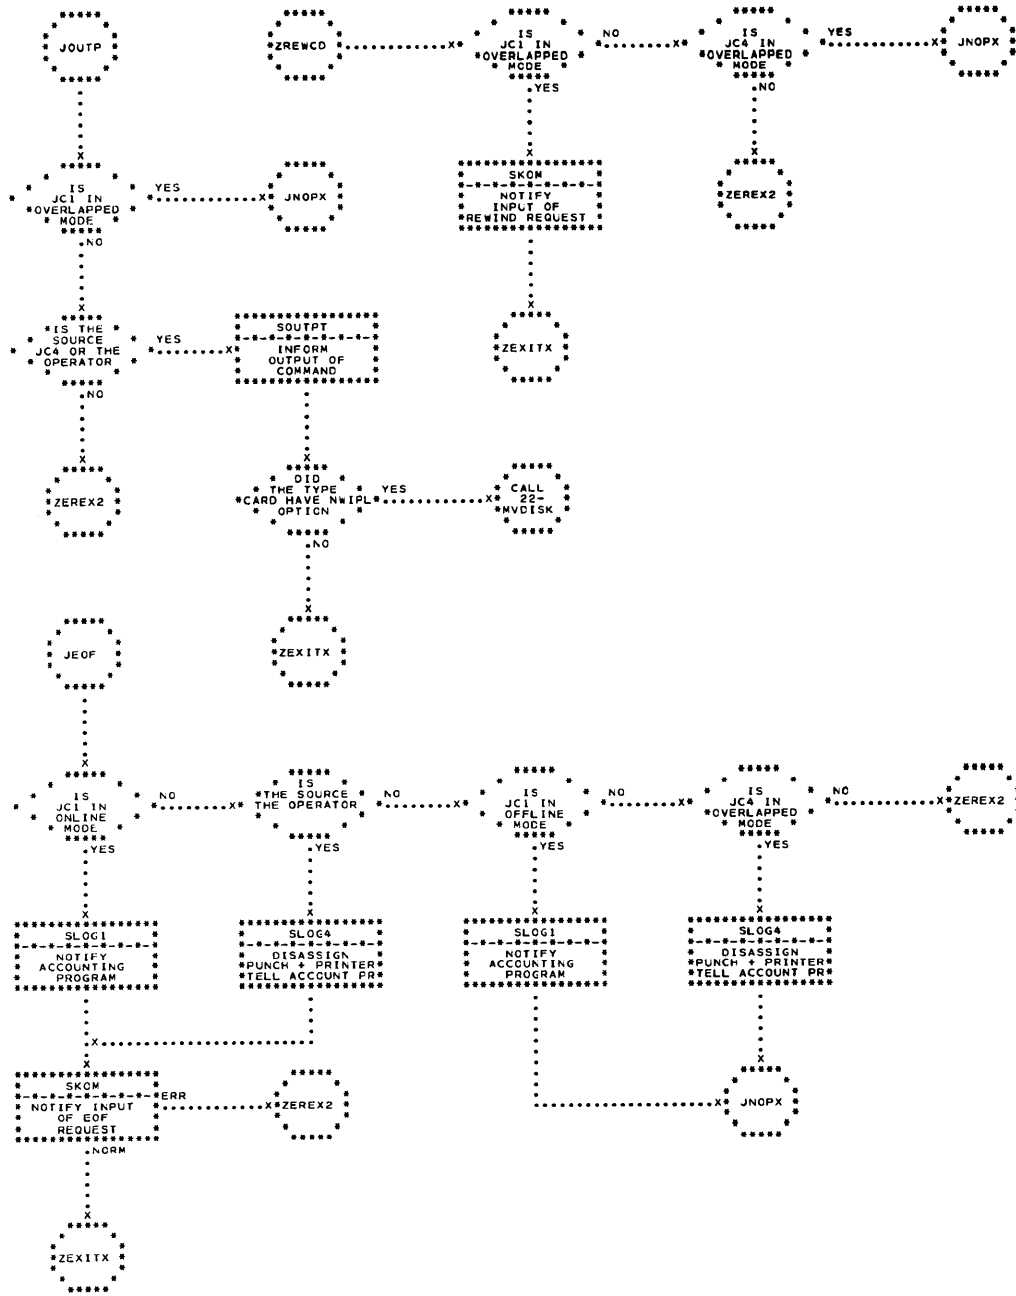 JOUTP
ZREWCD
IS
JC1 IN
OVERLAPPED
MODE
NO
IS
JC4 IN
OVERLAPPED
MODE
YES
JNOPX
YES
NO
IS
JC1 IN
OVERLAPPED
MODE
YES
JNOPX
SKOM
NOTIFY
INPUT OF
REWIND REQUEST
ZEREX2
NO
IS THE
SOURCE
JC4 OR THE
OPERATOR
YES
SOUTPT
INFORM
OUTPUT OF
COMMAND
ZEXITX
NO
ZEREX2
DID
THE TYPE
CARD HAVE NWIPL
OPTION
YES
CALL
22-
MVDISK
NO
JEOF
ZEXITX
IS
JC1 IN
ONLINE
MODE
NO
IS
THE SOURCE
THE OPERATOR
NO
IS
JC1 IN
OFFLINE
MODE
NO
IS
JC4 IN
OVERLAPPED
MODE
NO
ZEREX2
YES
YES
YES
YES
SLOG1
NOTIFY
ACCOUNTING
PROGRAM
SLOG4
DISASSIGN
PUNCH + PRINTER
TELL ACCOUNT PR
SLOG1
NOTIFY
ACCOUNTING
PROGRAM
SLOG4
DISASSIGN
PUNCH + PRINTER
TELL ACCOUNT PR
SKOM
NOTIFY INPUT
OF EOF
REQUEST
ERR
ZEREX2
JNOPX
NORM
ZEXITX